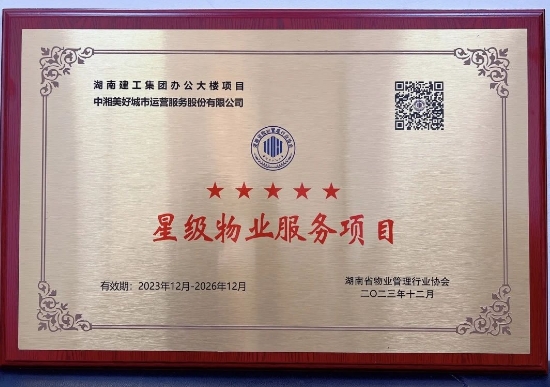 湖南建工集团办公大楼项目
中湘美好城市运营服务股份有限公司
★★★★★
星级物业服务项目
有效期：2023年12月-2026年12月
湖南省物业管理行业协会
二〇二三年十二月